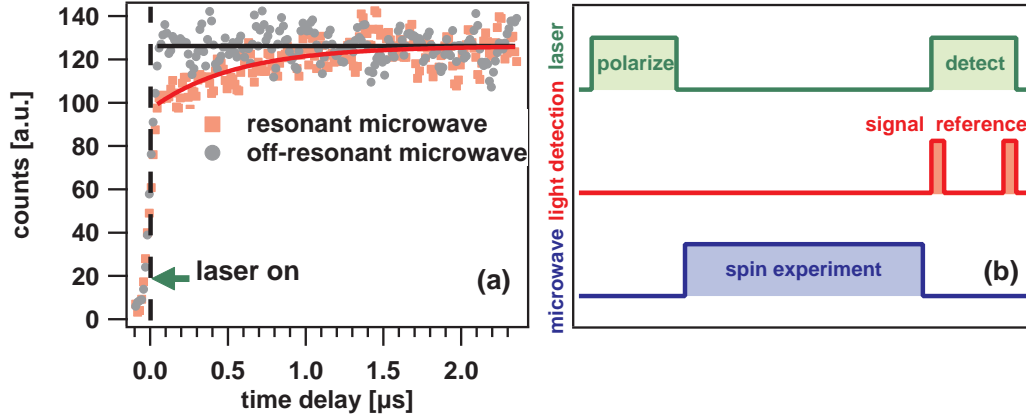 140
120
100
80
60
40
20
0
counts [a.u.]
resonant microwave
off-resonant microwave
laser on
(a)
0.0
0.5
1.0
1.5
2.0
time delay [µs]
laser
polarize
detect
light detection
signal reference
microwave
spin experiment
(b)